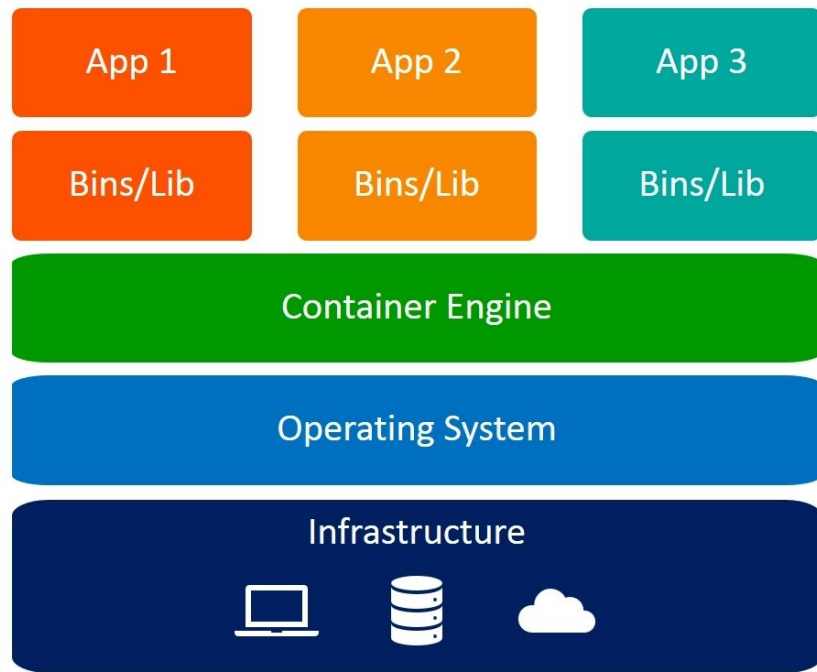 App 1
App 2
App 3
Bins/Lib
Bins/Lib
Bins/Lib
Container Engine
Operating System
Infrastructure